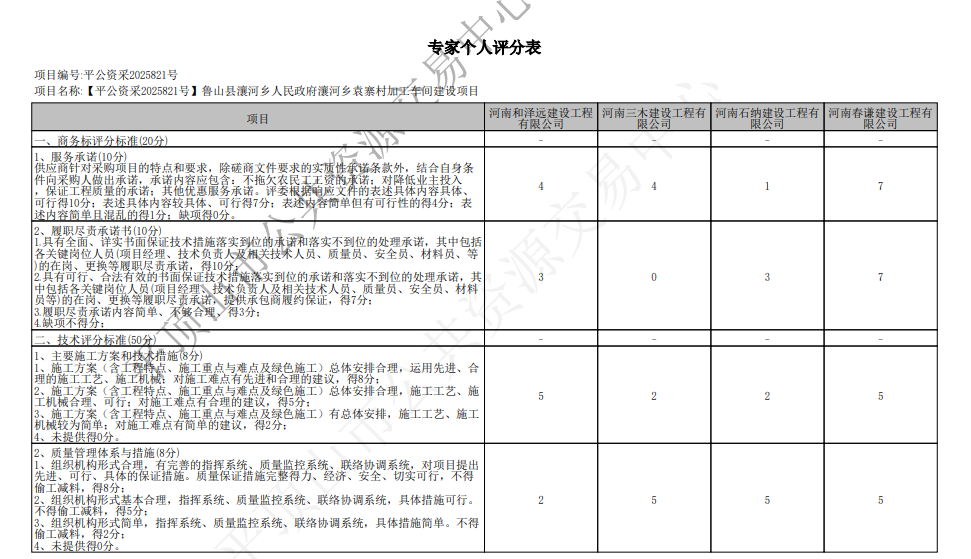 专家个人评分表
项目编号:平公资采2025821号
项目名称:【平公资采2025821号】鲁山县瀼河乡人民政府瀼河乡袁寨村加工车间建设项目
项目
河南和泽远建设工程有限公司
河南三木建设工程有限公司
河南石纳建设工程有限公司
河南春谦建设工程有限公司
一、商务标评分标准(20分)
-
-
-
-
1、服务承诺(10分)
供应商针对采购项目的特点和要求，除磋商文件要求的实质性承诺条款外，结合自身条
件向采购人做出承诺，承诺内容应包含：不拖欠农民工工资的承诺；对降低业主投入
，保证工程质量的承诺；其他优惠服务承诺。评委根据响应文件的表述具体内容具体、
可行得10分；表述具体内容较具体、可行得7分；表述内容简单但有可行性的得4分；表
述内容简单且混乱的得1分；缺项得0分。
4
4
1
7
2、履职尽责承诺书(10分)
1.具有全面、详实书面保证技术措施落实到位的承诺和落实不到位的处理承诺，其中包括
各关键岗位人员(项目经理、技术负责人及相关技术人员、质量员、安全员、材料员、等
)的在岗、更换等履职尽责承诺，得10分；
2.具有可行、合法有效的书面保证技术措施落实到位的承诺和落实不到位的处理承诺，其
中包括各关键岗位人员(项目经理、技术负责人及相关技术人员、质量员、安全员、材料
员等)的在岗、更换等履职尽责承诺，提供承包商履约保证，得7分；
3.履职尽责承诺内容简单、不够合理，得3分；
4.缺项不得分；
3
0
3
7
二、技术评分标准(50分)
-
-
-
-
1、主要施工方案和技术措施(8分)
1、施工方案（含工程特点、施工重点与难点及绿色施工）总体安排合理，运用先进、合
理的施工工艺、施工机械；对施工难点有先进和合理的建议，得8分；
2、施工方案（含工程特点、施工重点与难点及绿色施工）总体安排合理，施工工艺、施
工机械合理、可行；对施工难点有合理的建议，得5分；
3、施工方案（含工程特点、施工重点与难点及绿色施工）有总体安排，施工工艺、施工
机械较为简单；对施工难点有简单的建议，得2分；
4、未提供得0分。
5
2
2
5
2、质量管理体系与措施(8分)
1、组织机构形式合理，有完善的指挥系统、质量监控系统、联络协调系统，对项目提出
先进、可行、具体的保证措施。质量保证措施完整得力、经济、安全、切实可行，不得
偷工减料，得8分；
2、组织机构形式基本合理，指挥系统、质量监控系统、联络协调系统，具体措施可行。
不得偷工减料，得5分；
3、组织机构形式简单，指挥系统、质量监控系统、联络协调系统，具体措施简单。不得
偷工减料，得2分；
4、未提供得0分。
2
5
5
5
平顶山市公共资源交易中心
平顶山市公共资源交易中心